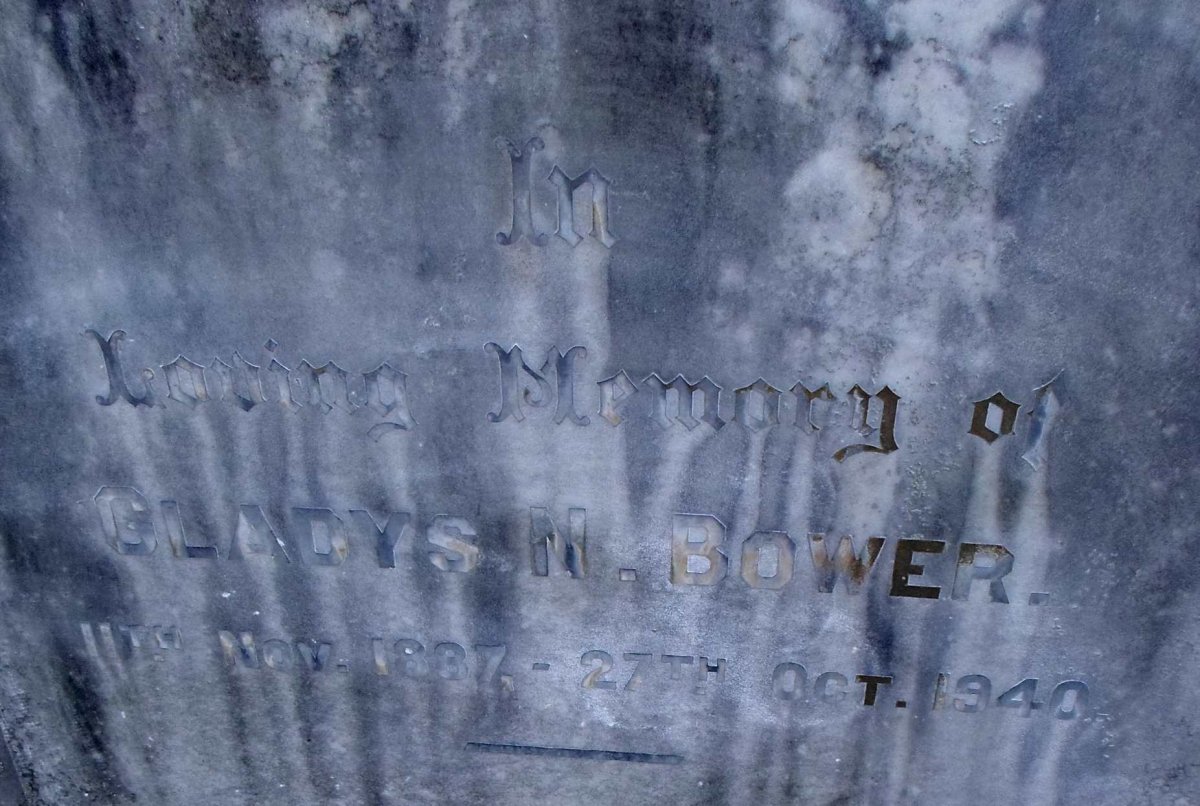 In
Loving Memory of
GLADYS N. BOWER.
11TH NOV. 1887, - 27TH OCT. 1940.